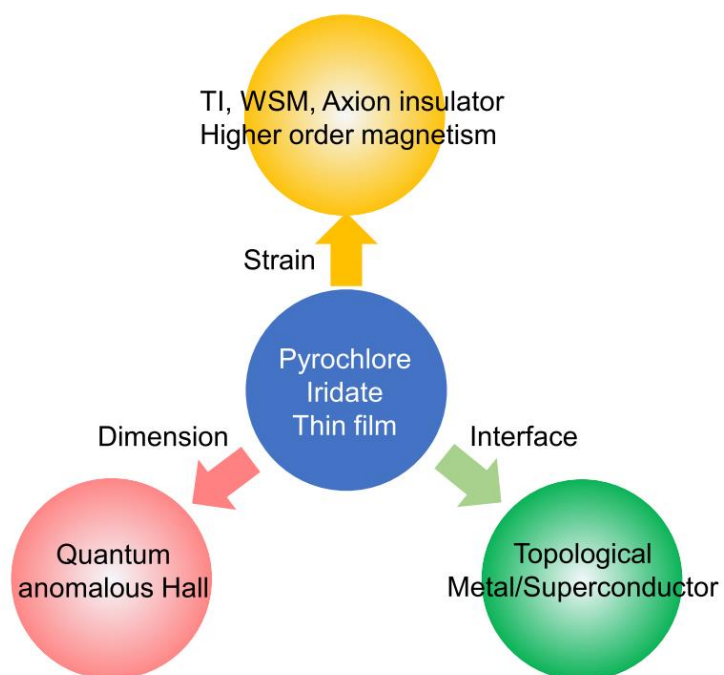 TI, WSM, Axion insulator
Higher order magnetism
Strain
Pyrochlore
Iridate
Thin film
Dimension
Interface
Quantum
anomalous Hall
Topological
Metal/Superconductor